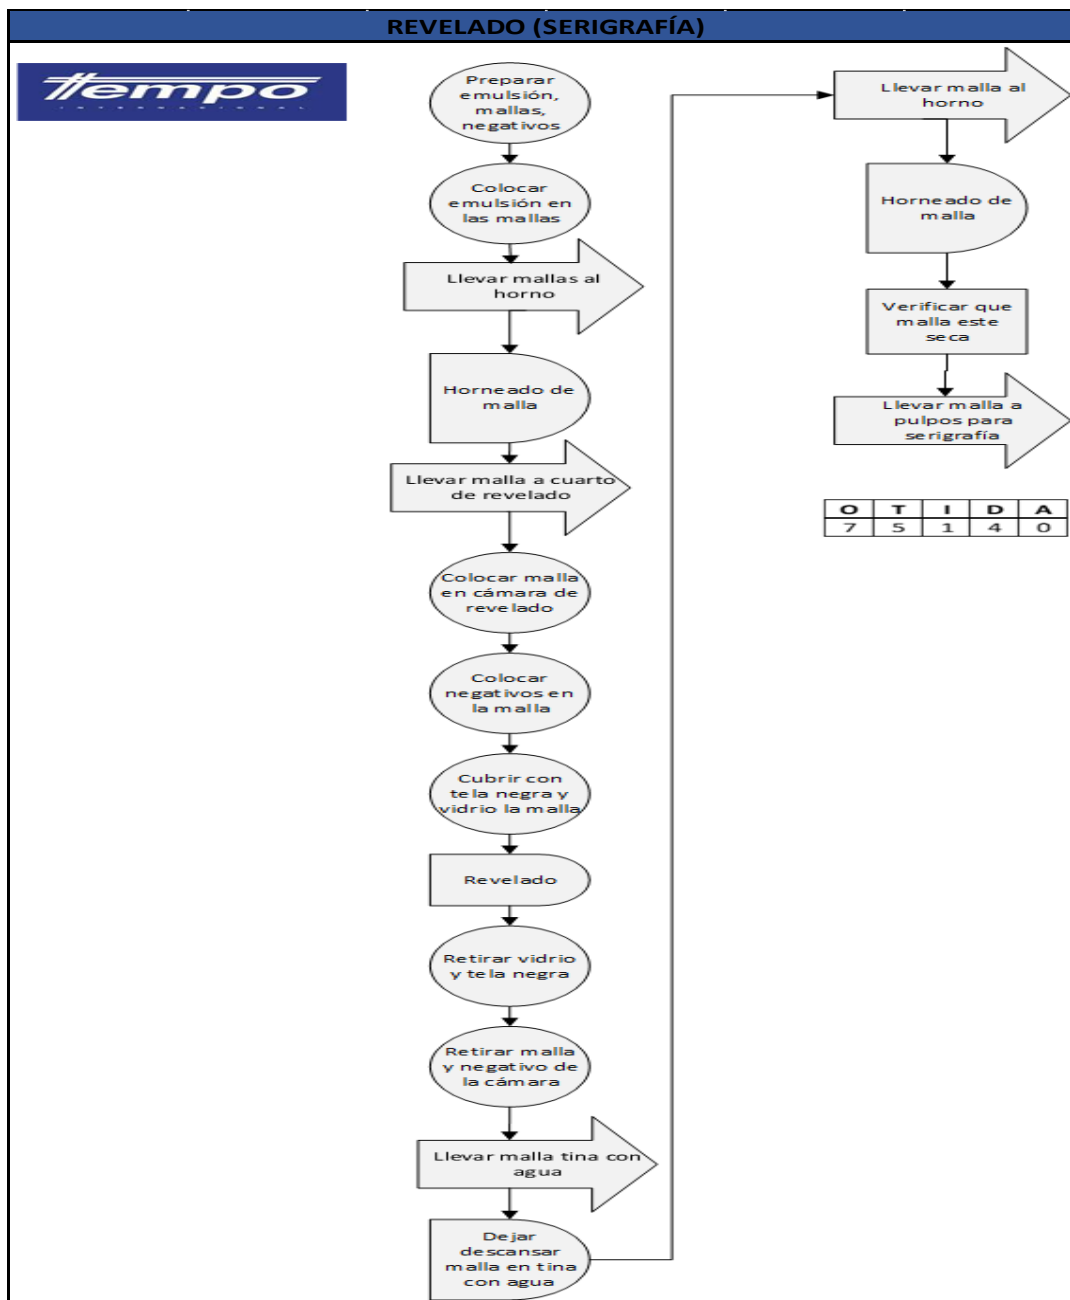 REVELADO (SERIGRAFÍA)
Tempo
INTERNACIONAL
Preparar
emulsión,
mallas,
negativos
Colocar
emulsión en
las mallas
Llevar mallas al
horno
Horneado de
malla
Llevar malla a cuarto
de revelado
Colocar malla
en cámara de
revelado
Colocar
negativos en
la malla
Cubrir con
tela negra y
vidrio la malla
Revelado
Retirar vidrio
y tela negra
Retirar malla
y negativo de
la cámara
Llevar malla tina con
agua
Dejar
descansar
malla en tina
con agua
Llevar malla al
horno
Horneado de
malla
Verificar que
malla este
seca
Llevar malla a
pulpos para
serigrafía
O T I D A
7 5 1 4 0